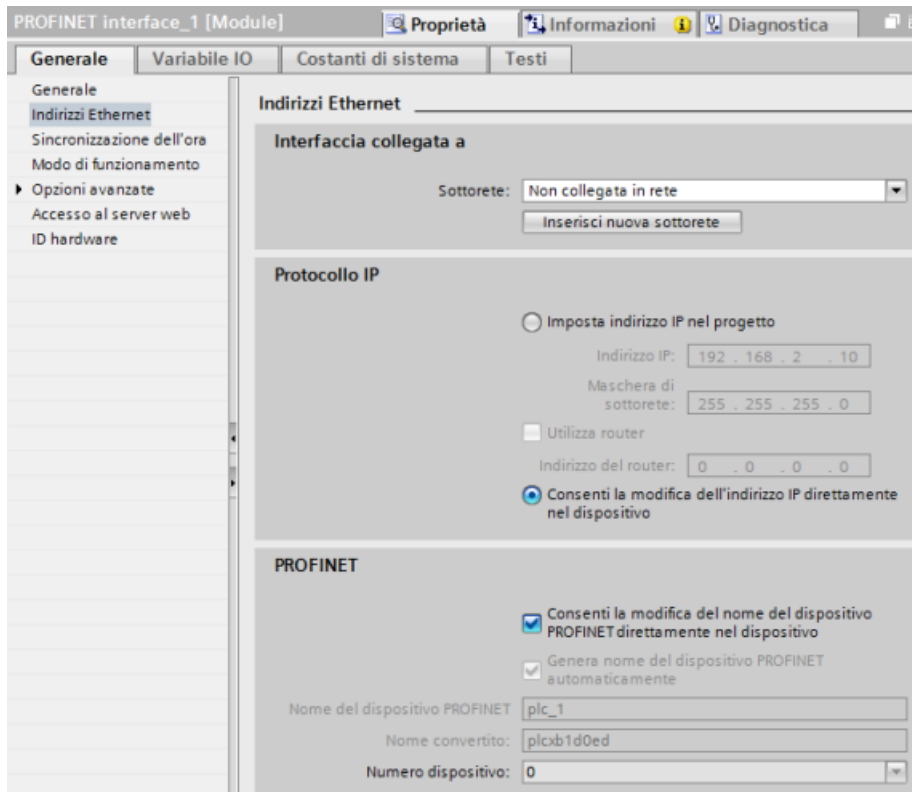 PROFINET interface_1 [Module]
Proprietà
Informazioni
Diagnostica
Generale
Variabile IO
Costanti di sistema
Testi
Generale
Indirizzi Ethernet
Sincronizzazione dell'ora
Modo di funzionamento
Opzioni avanzate
Accesso al server web
ID hardware
Indirizzi Ethernet
Interfaccia collegata a
Sottorete: Non collegata in rete
Inserisci nuova sottorete
Protocollo IP
Imposta indirizzo IP nel progetto
Indirizzo IP: 192 . 168 . 2 . 10
Maschera di
sottorete: 255 . 255 . 255 . 0
Utilizza router
Indirizzo del router: 0 . 0 . 0 . 0
Consenti la modifica dell'indirizzo IP direttamente
nel dispositivo
PROFINET
Consenti la modifica del nome del dispositivo
PROFINET direttamente nel dispositivo
Genera nome del dispositivo PROFINET
automaticamente
Nome del dispositivo PROFINET plc_1
Nome convertito: plcxb1d0ed
Numero dispositivo: 0